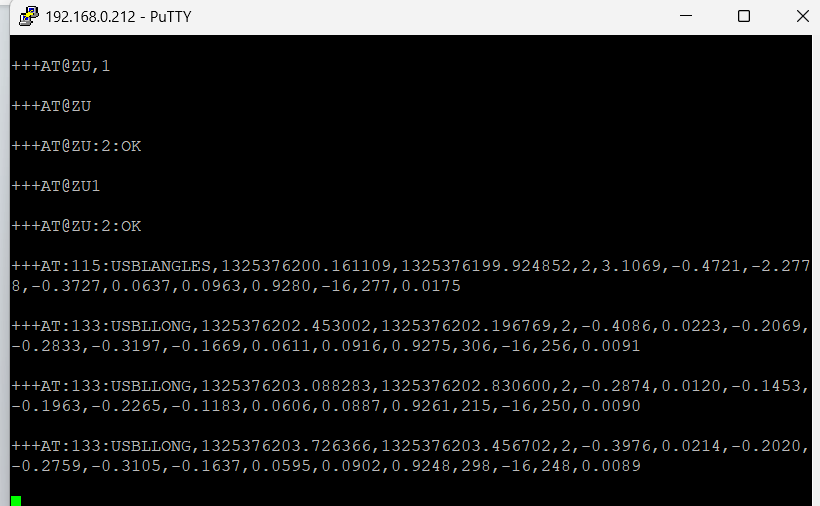 192.168.0.212 - PuTTY
+++AT@ZU,1
+++AT@ZU
+++AT@ZU:2:OK
+++AT@ZU1
+++AT@ZU:2:OK
+++AT:115:USBLANGLES,1325376200.161109,1325376199.924852,2,3.1069,-0.4721,-2.277
8,-0.3727,0.0637,0.0963,0.9280,-16,277,0.0175
+++AT:133:USBLLONG,1325376202.453002,1325376202.196769,2,-0.4086,0.0223,-0.2069,
-0.2833,-0.3197,-0.1669,0.0611,0.0916,0.9275,306,-16,256,0.0091
+++AT:133:USBLLONG,1325376203.088283,1325376202.830600,2,-0.2874,0.0120,-0.1453,
-0.1963,-0.2265,-0.1183,0.0606,0.0887,0.9261,215,-16,250,0.0090
+++AT:133:USBLLONG,1325376203.726366,1325376203.456702,2,-0.3976,0.0214,-0.2020,
-0.2759,-0.3105,-0.1637,0.0595,0.0902,0.9248,298,-16,248,0.0089